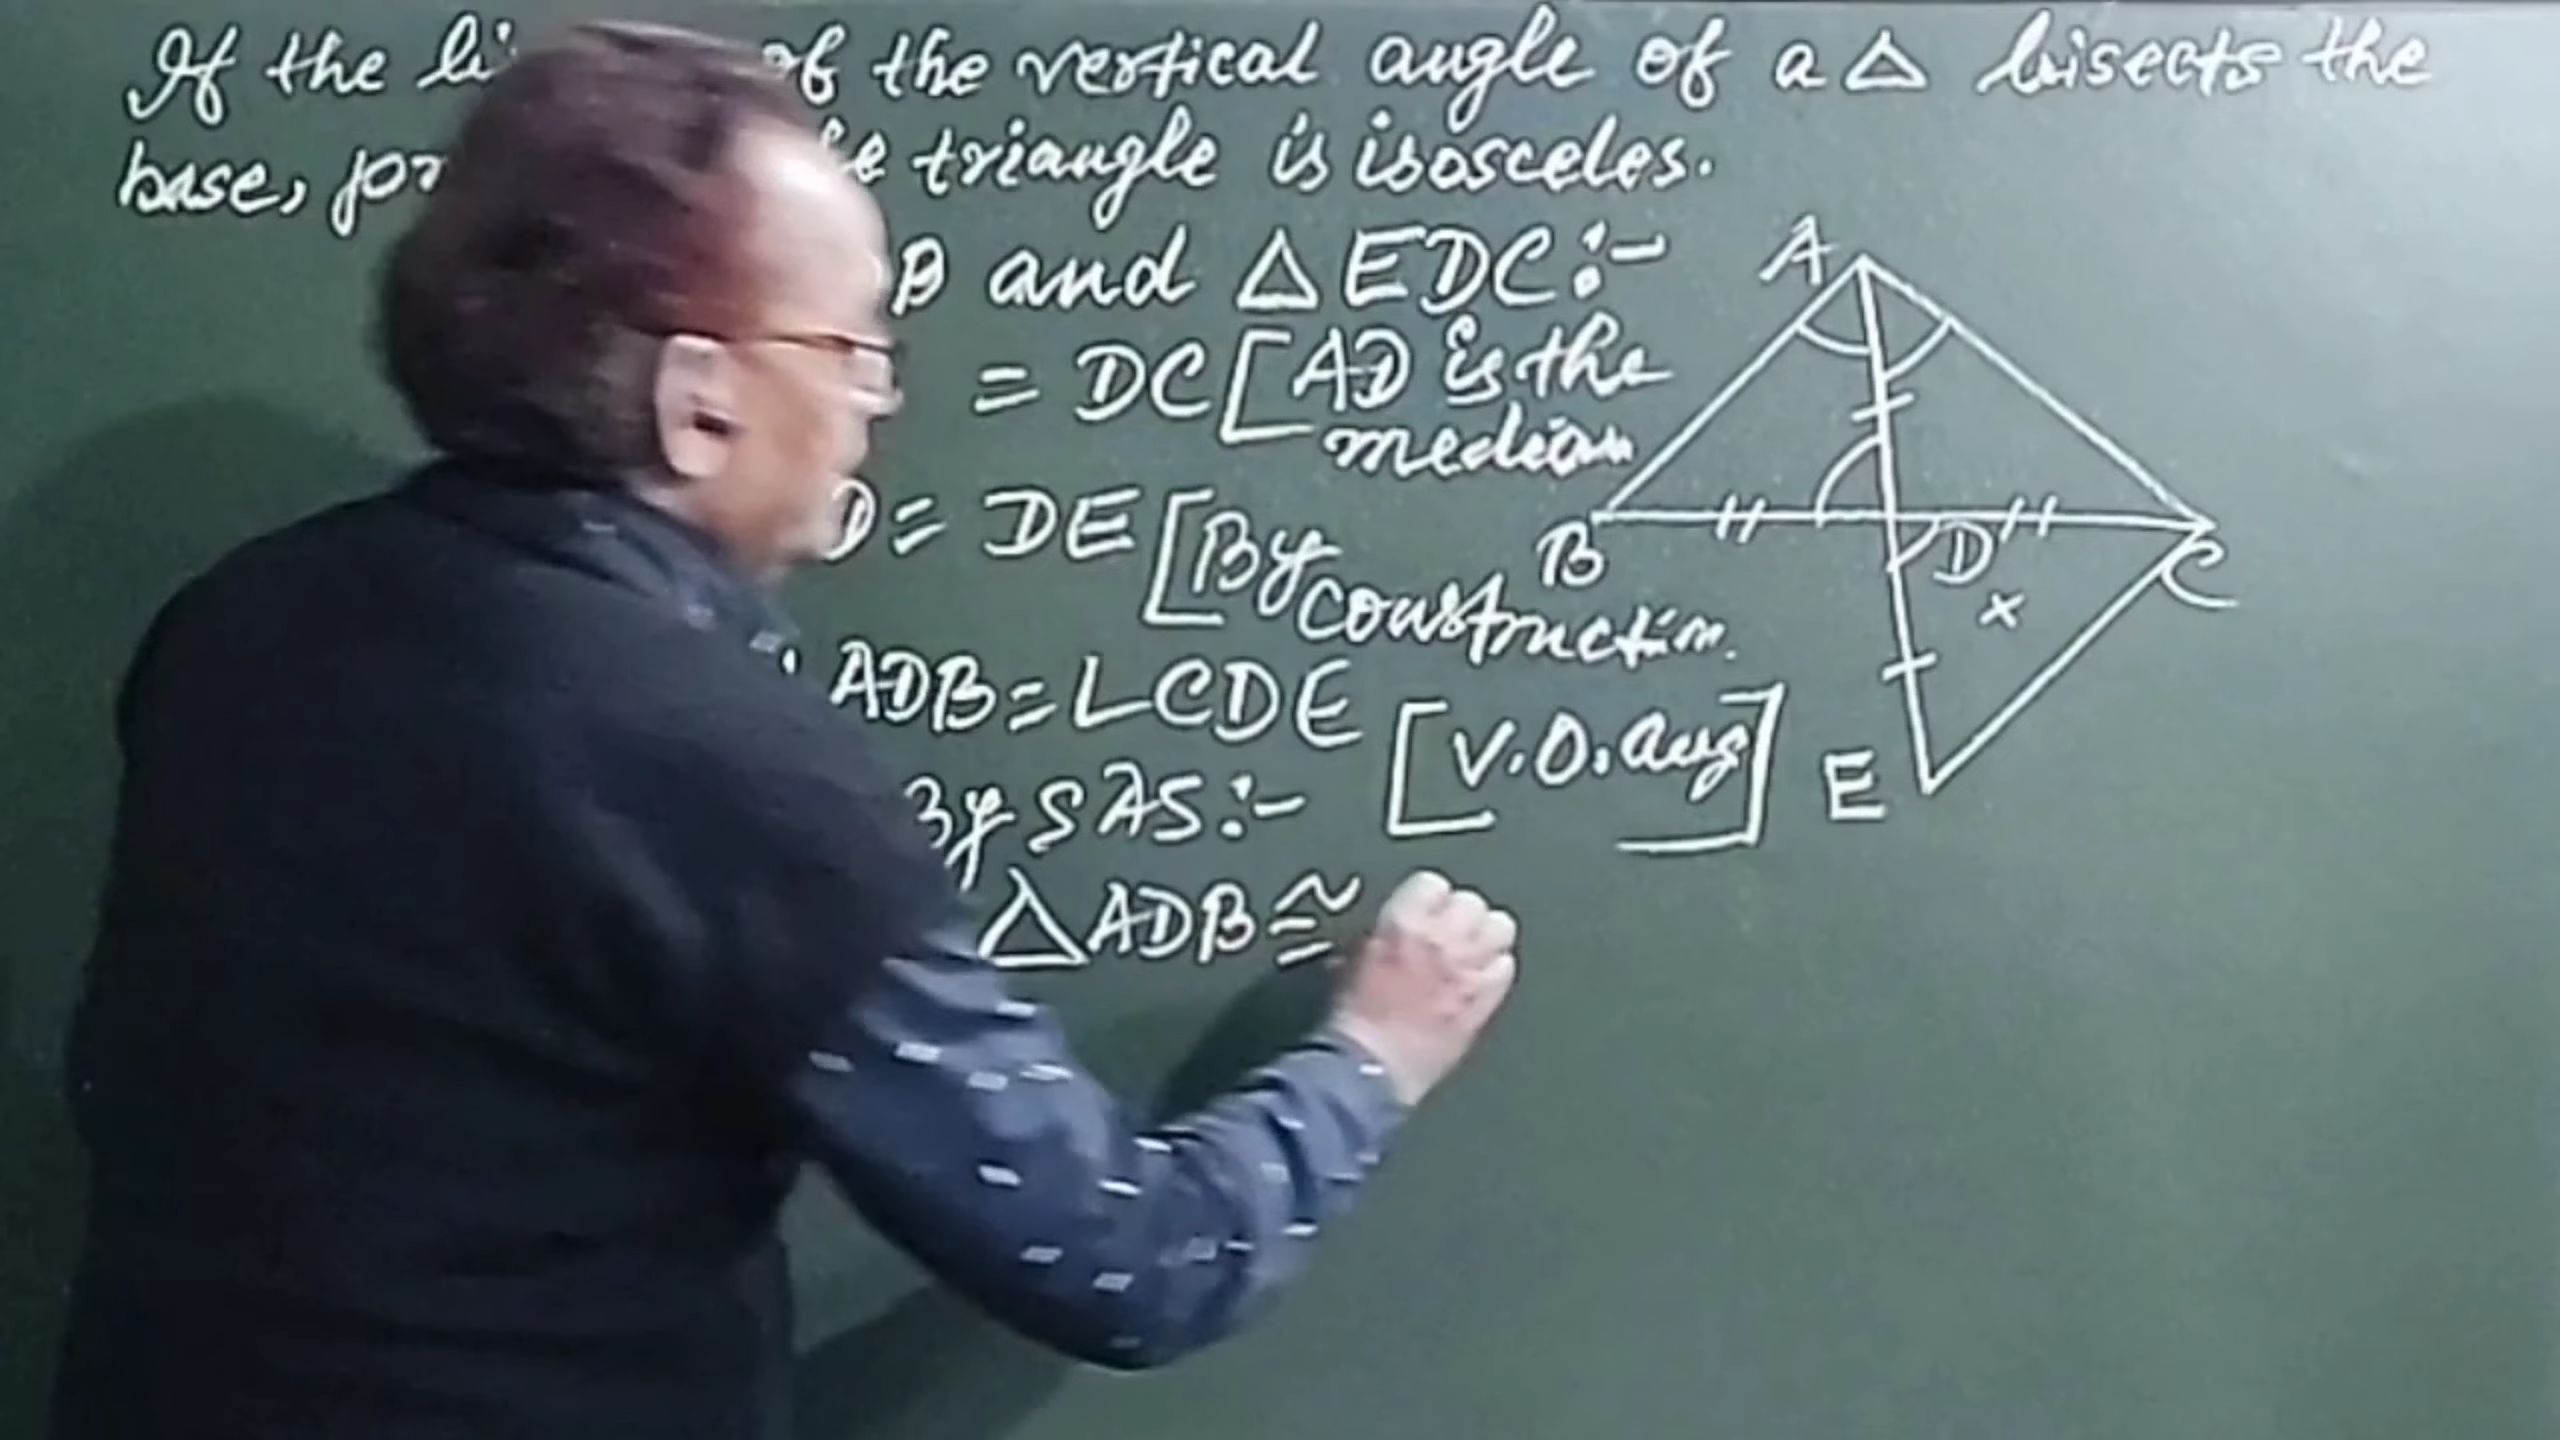 If the of the vertical angle of a △ bisects the
base, triangle is isosceles.
B and △EDC:-
= DC [AD is the
median
D = DE [By
construction.
ADB = ∠CDE [V.O. ang]
By SAS:-
△ADB ≅
A
B
D
C
x
E